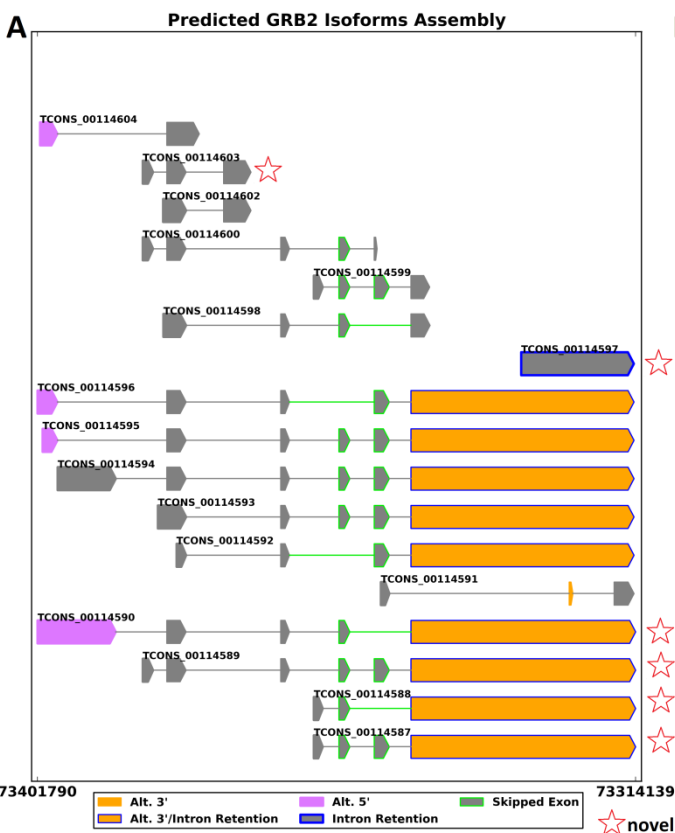 A
Predicted GRB2 Isoforms Assembly
TCONS_00114604
TCONS_00114603
TCONS_00114602
TCONS_00114600
TCONS_00114599
TCONS_00114598
TCONS_00114597
TCONS_00114596
TCONS_00114595
TCONS_00114594
TCONS_00114593
TCONS_00114592
TCONS_00114591
TCONS_00114590
TCONS_00114589
TCONS_00114588
TCONS_00114587
73401790 73314139
Alt. 3' Alt. 5' Skipped Exon
Alt. 3'/Intron Retention Intron Retention
novel